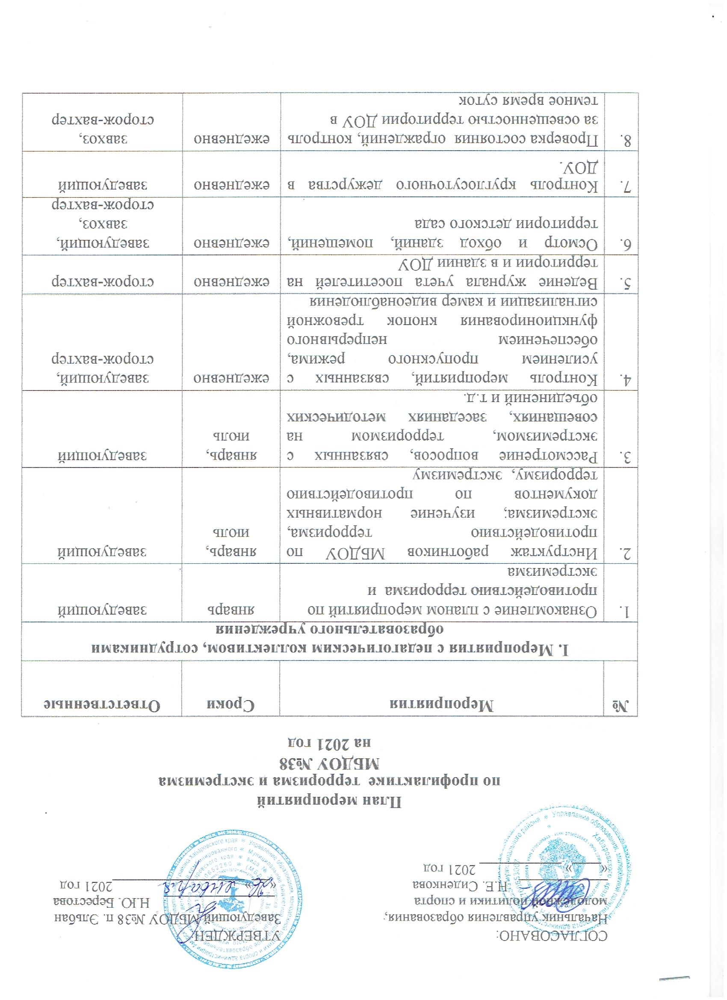 СОГЛАСОВАНО:
Начальник управления образования,
молодежной политики и спорта
Н.Е. Сиденкова
«    »    2021 год
УТВЕРЖДЕН:
Заведующий МБДОУ №38 п. Эльбан
Н.Ю. Берестова
«    » января 2021 год
План мероприятий
по профилактике терроризма и экстремизма
МБДОУ №38
на 2021 год
№ Мероприятия Сроки Ответственные
I. Мероприятия с педагогическим коллективом, сотрудниками
образовательного учреждения
1. Ознакомление с планом мероприятий по январь заведующий
противодействию терроризма и
экстремизма
2. Инструктаж работников МБДОУ по январь, заведующий
противодействию терроризма, июль
экстремизма; изучение нормативных
документов по противодействию
терроризму, экстремизму
3. Рассмотрение вопросов, связанных с январь, заведующий
экстремизмом, терроризмом на июль
совещаниях, заседаниях методических
объединений и т.д.
4. Контроль мероприятий, связанных с ежедневно заведующий,
усилением пропускного режима, сторож-вахтер
обеспечением непрерывного
функционирования кнопок тревожной
сигнализации и камер видеонаблюдения
5. Ведение журнала учета посетителей на ежедневно сторож-вахтер
территории и в здании ДОУ
6. Осмотр и обход зданий, помещений, ежедневно заведующий,
территории детского сада завхоз,
сторож-вахтер
7. Контроль круглосуточного дежурства в ежедневно заведующий
ДОУ.
8. Проверка состояния ограждений, контроль ежедневно завхоз,
за освещенностью территории ДОУ в сторож-вахтер
темное время суток